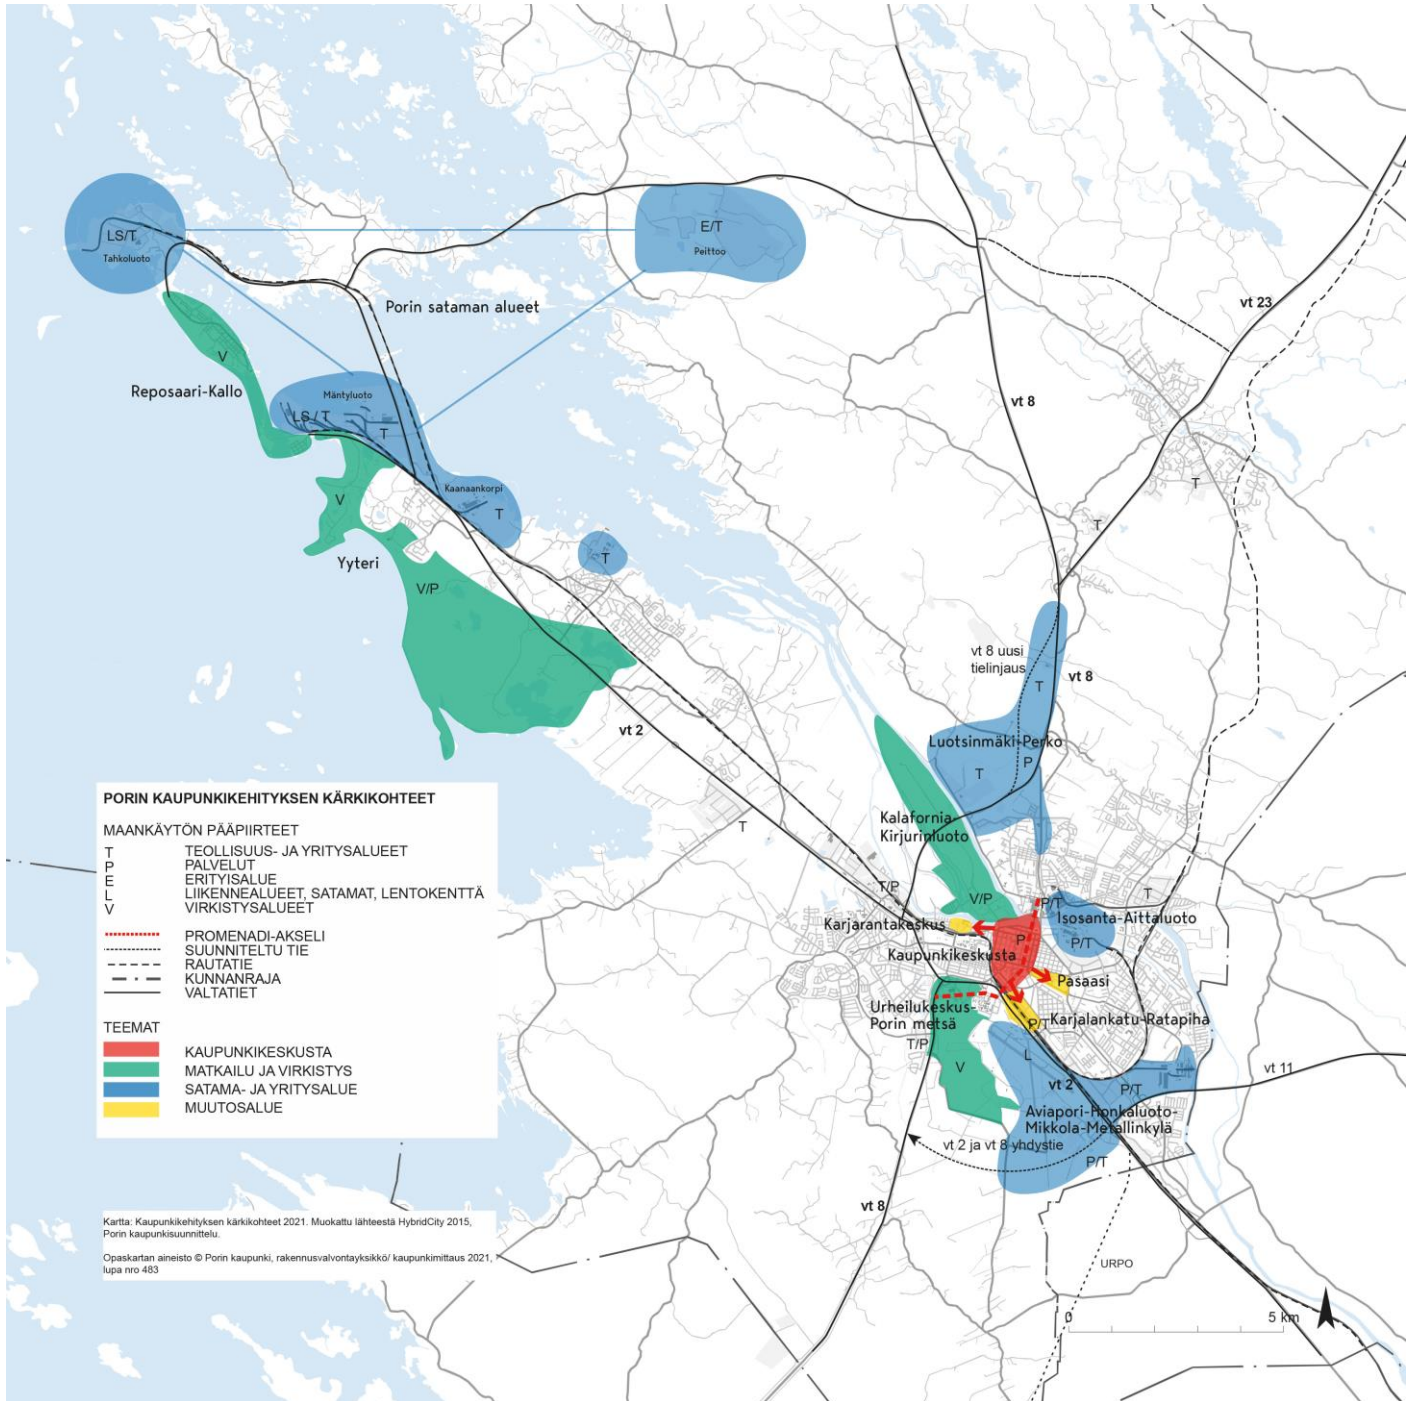 LS/T
Tahkoluoto
E/T
Peittoo
Porin sataman alueet
vt 23
V
Reposaari-Kallo
Mäntyluoto
LS / T
T
vt 8
Kaanaankorpi
T
T
V
T
Yyteri
T
V/P
vt 8 uusi
tielinjaus
T
vt 8
vt 2
Luotsinmäki-Perko
T
P
Kalafornia-
Kirjurinluoto
T
T/P
V/P
P/T
T
Isosanta-Aittaluoto
Karjarantakeskus
P
P/T
Kaupunkikeskusta
Pasaasi
Urheilukeskus-
Porin metsä
P/T
Karjalankatu-Ratapiha
T/P
L
V
vt 2
P/T
vt 11
Aviapori-Honkaluoto-
Mikkola-Metallinkylä
vt 2 ja vt 8 yhdystie
P/T
vt 8
URPO
0
5 km
PORIN KAUPUNKIKEHITYKSEN KÄRKIKOHTEET
MAANKÄYTÖN PÄÄPIIRTEET
T TEOLLISUUS- JA YRITYSALUEET
P PALVELUT
E ERITYISALUE
L LIIKENNEALUEET, SATAMAT, LENTOKENTTÄ
V VIRKISTYSALUEET
PROMENADI-AKSELI
SUUNNITELTU TIE
RAUTATIE
KUNNANRAJA
VALTATIET
TEEMAT
KAUPUNKIKESKUSTA
MATKAILU JA VIRKISTYS
SATAMA- JA YRITYSALUE
MUUTOSALUE
Kartta: Kaupunkikehityksen kärkikohteet 2021. Muokattu lähteestä HybridCity 2015,
Porin kaupunkisuunnittelu.
Opaskartan aineisto © Porin kaupunki, rakennusvalvontayksikkö/ kaupunkimittaus 2021,
lupa nro 483